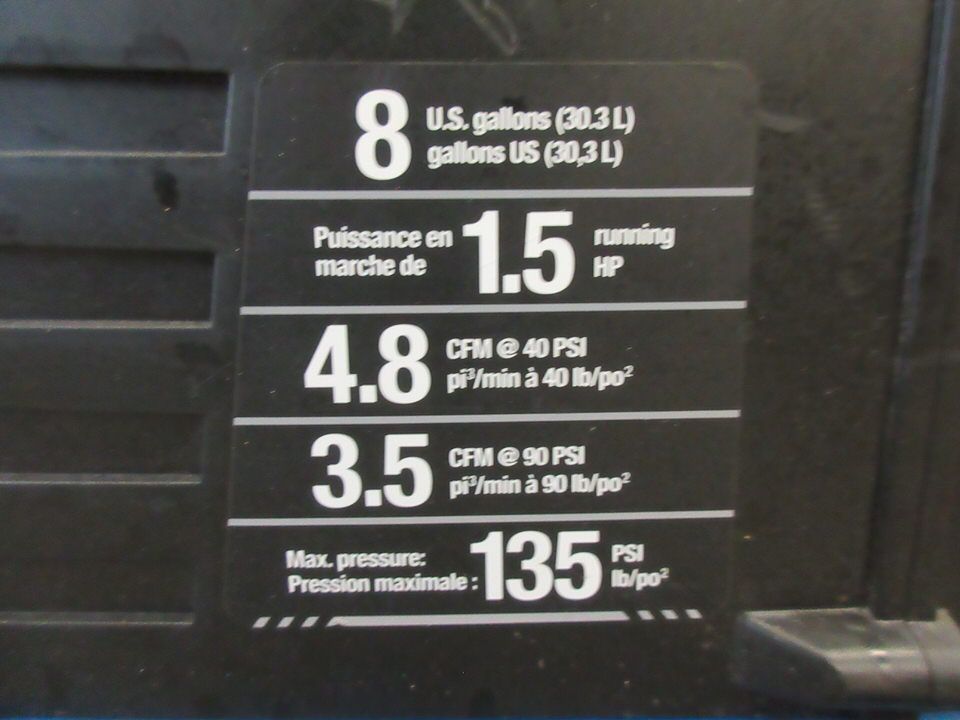 8 U.S. gallons (30.3 L)
gallons US (30,3 L)
Puissance en 1.5 running
marche de HP
4.8 CFM @ 40 PSI
pi³/min à 40 lb/po²
3.5 CFM @ 90 PSI
pi³/min à 90 lb/po²
Max. pressure: 135 PSI
Pression maximale : lb/po²